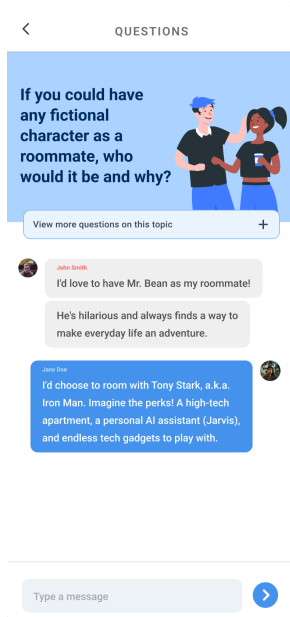 QUESTIONS
If you could have
any fictional
character as a
roommate, who
would it be and why?
View more questions on this topic
John Smith
I'd love to have Mr. Bean as my roommate!
He's hilarious and always finds a way to
make everyday life an adventure.
Jane Doe
I'd choose to room with Tony Stark, a.k.a.
Iron Man. Imagine the perks! A high-tech
apartment, a personal AI assistant (Jarvis),
and endless tech gadgets to play with.
Type a message